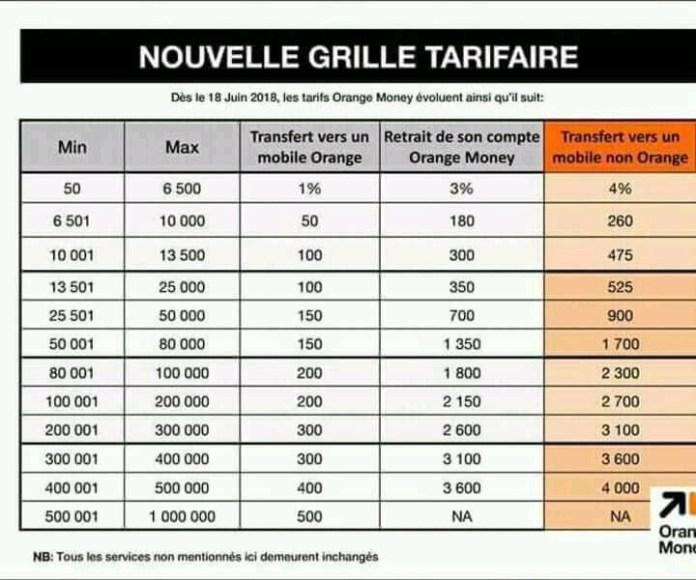 NOUVELLE GRILLE TARIFAIRE
Dès le 18 Juin 2018, les tarifs Orange Money évoluent ainsi qu'il suit:
Min Max Transfert vers un mobile Orange Retrait de son compte Orange Money Transfert vers un mobile non Orange
50 6 500 1% 3% 4%
6 501 10 000 50 180 260
10 001 13 500 100 300 475
13 501 25 000 100 350 525
25 501 50 000 150 700 900
50 001 80 000 150 1 350 1 700
80 001 100 000 200 1 800 2 300
100 001 200 000 200 2 150 2 700
200 001 300 000 300 2 600 3 100
300 001 400 000 300 3 100 3 600
400 001 500 000 400 3 600 4 000
500 001 1 000 000 500 NA NA
Oran
Mone
NB: Tous les services non mentionnés ici demeurent inchangés